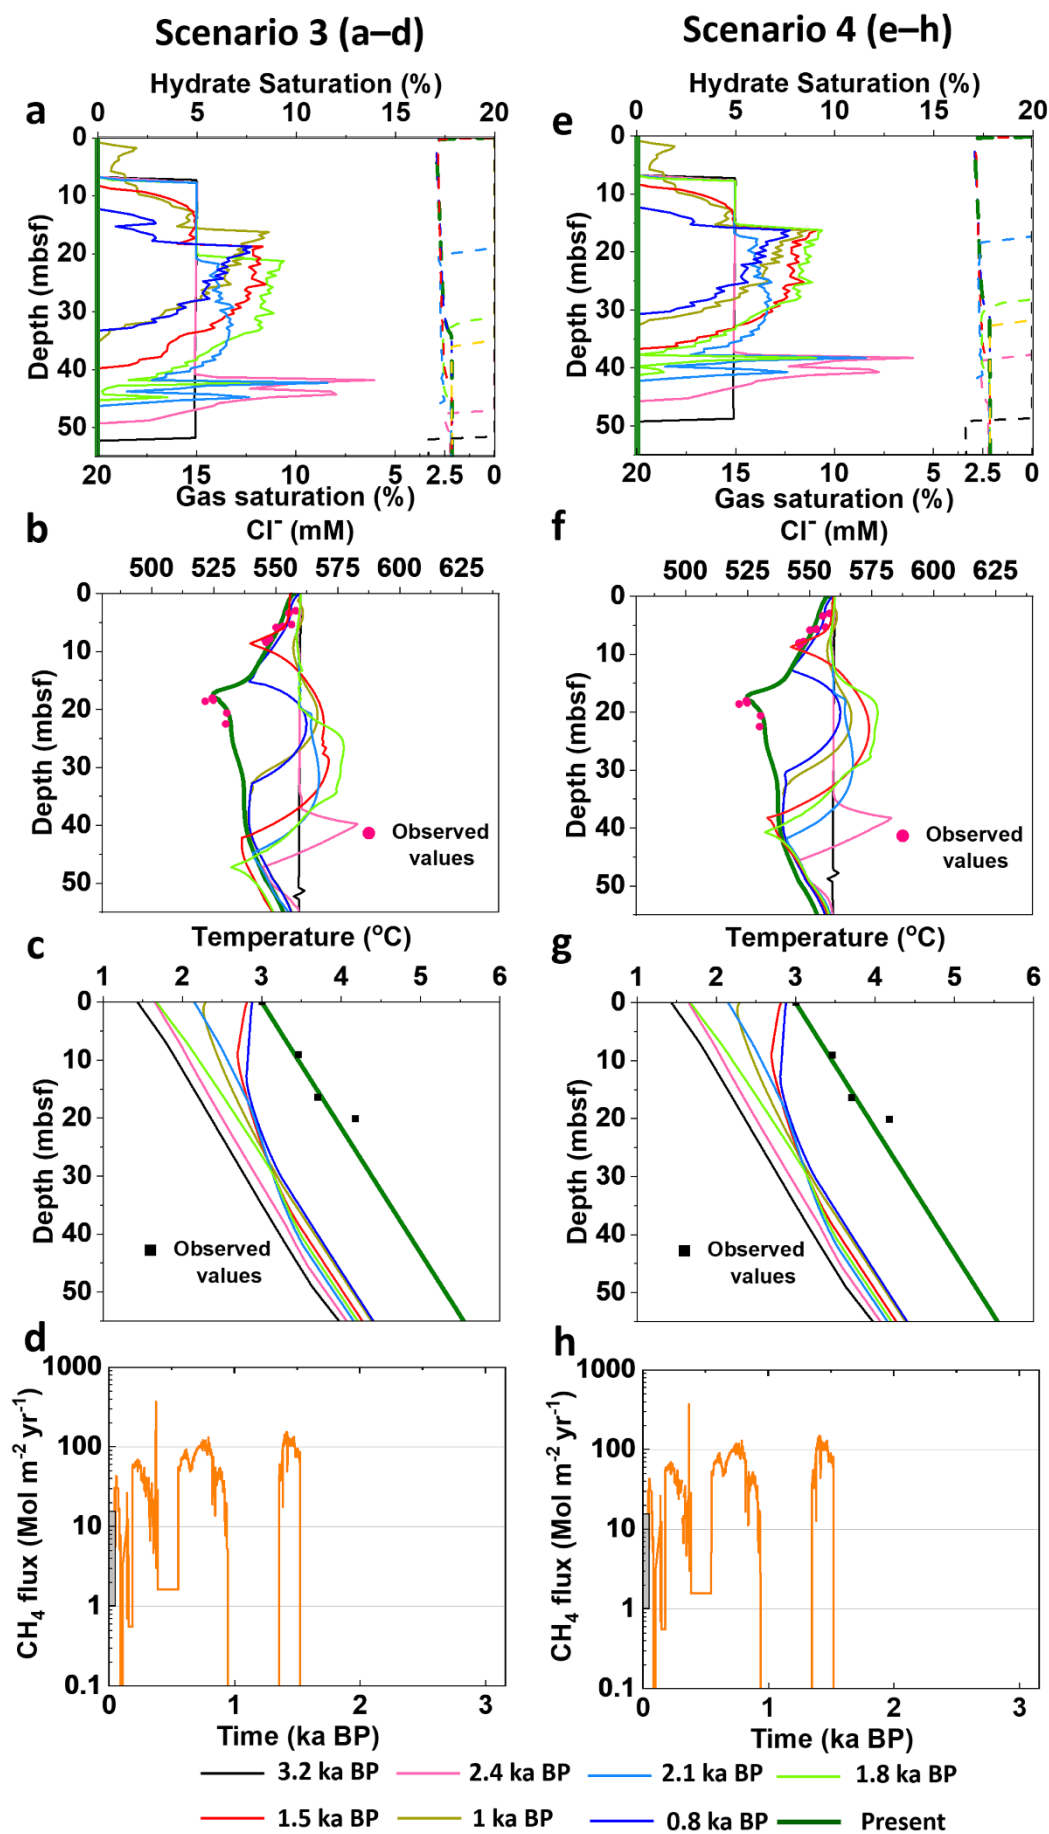 Scenario 3 (a–d)
Scenario 4 (e–h)
a
Hydrate Saturation (%)
0 5 10 15 20
Depth (mbsf)
0
10
20
30
40
50
20 15 10 5 2.5 0
Gas saturation (%)
e
Hydrate Saturation (%)
0 5 10 15 20
Depth (mbsf)
0
10
20
30
40
50
20 15 10 5 2.5 0
Gas saturation (%)
b
Cl⁻ (mM)
500 525 550 575 600 625
Depth (mbsf)
0
10
20
30
40
50
Observed
values
f
Cl⁻ (mM)
500 525 550 575 600 625
Depth (mbsf)
0
10
20
30
40
50
Observed
values
c
Temperature (°C)
1 2 3 4 5 6
Depth (mbsf)
0
10
20
30
40
50
Observed
values
g
Temperature (°C)
1 2 3 4 5 6
Depth (mbsf)
0
10
20
30
40
50
Observed
values
d
CH₄ flux (Mol m⁻² yr⁻¹)
1000
100
10
1
0.1
0 1 2 3
Time (ka BP)
h
CH₄ flux (Mol m⁻² yr⁻¹)
1000
100
10
1
0.1
0 1 2 3
Time (ka BP)
3.2 ka BP 2.4 ka BP 2.1 ka BP 1.8 ka BP
1.5 ka BP 1 ka BP 0.8 ka BP Present